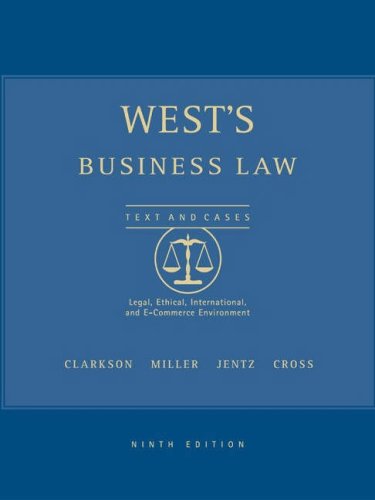 WEST'S
BUSINESS LAW
TEXT AND CASES
Legal, Ethical, International,
and E-Commerce Environment
CLARKSON MILLER JENTZ CROSS
NINTH EDITION